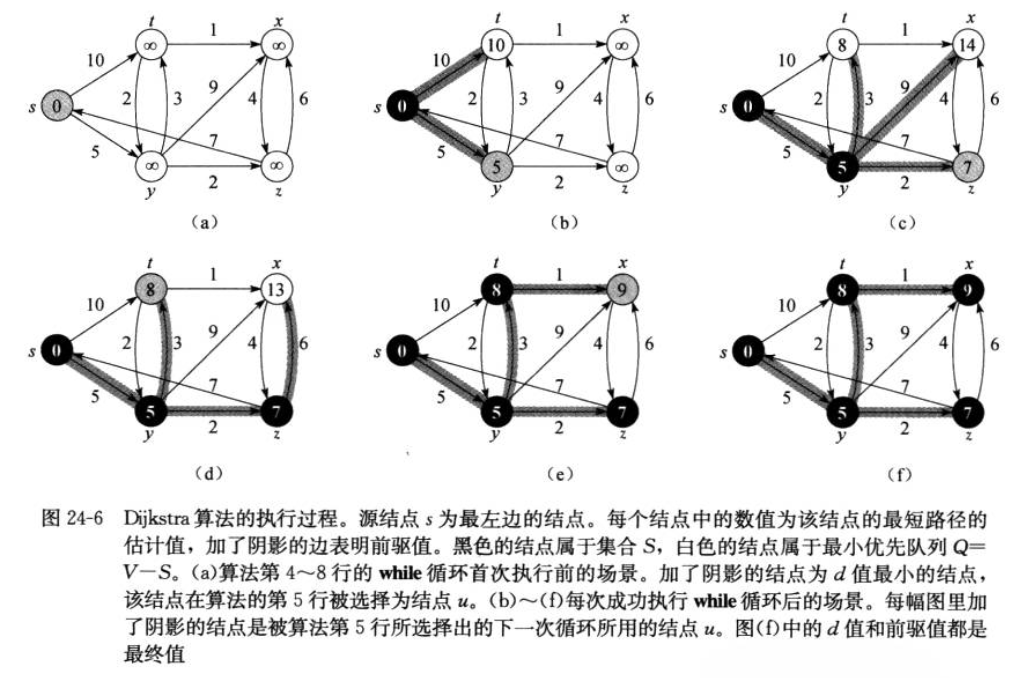 t x t x t x
1 1 1
∞ ∞ 10 ∞ 8 14
10 10 10
9 9 9
s 0 2 3 4 6 s 0 2 3 4 6 s 0 2 3 4 6
5 7 5 7 5 7
∞ ∞ 5 ∞ 5 7
2 2 2
y z y z y z
(a) (b) (c)
t x t x t x
1 1 1
8 13 8 9 8 9
10 10 10
9 9 9
s 0 2 3 4 6 s 0 2 3 4 6 s 0 2 3 4 6
5 7 5 7 5 7
5 7 5 7 5 7
2 2 2
y z y z y z
(d) (e) (f)
图 24-6 Dijkstra 算法的执行过程。源结点 s 为最左边的结点。每个结点中的数值为该结点的最短路径的
估计值，加了阴影的边表明前驱值。黑色的结点属于集合 S，白色的结点属于最小优先队列 Q=
V-S。(a)算法第 4～8 行的 while 循环首次执行前的场景。加了阴影的结点为 d 值最小的结点，
该结点在算法的第 5 行被选择为结点 u。(b)～(f)每次成功执行 while 循环后的场景。每幅图里加
了阴影的结点是被算法第 5 行所选择出的下一次循环所用的结点 u。图(f)中的 d 值和前驱值都是
最终值